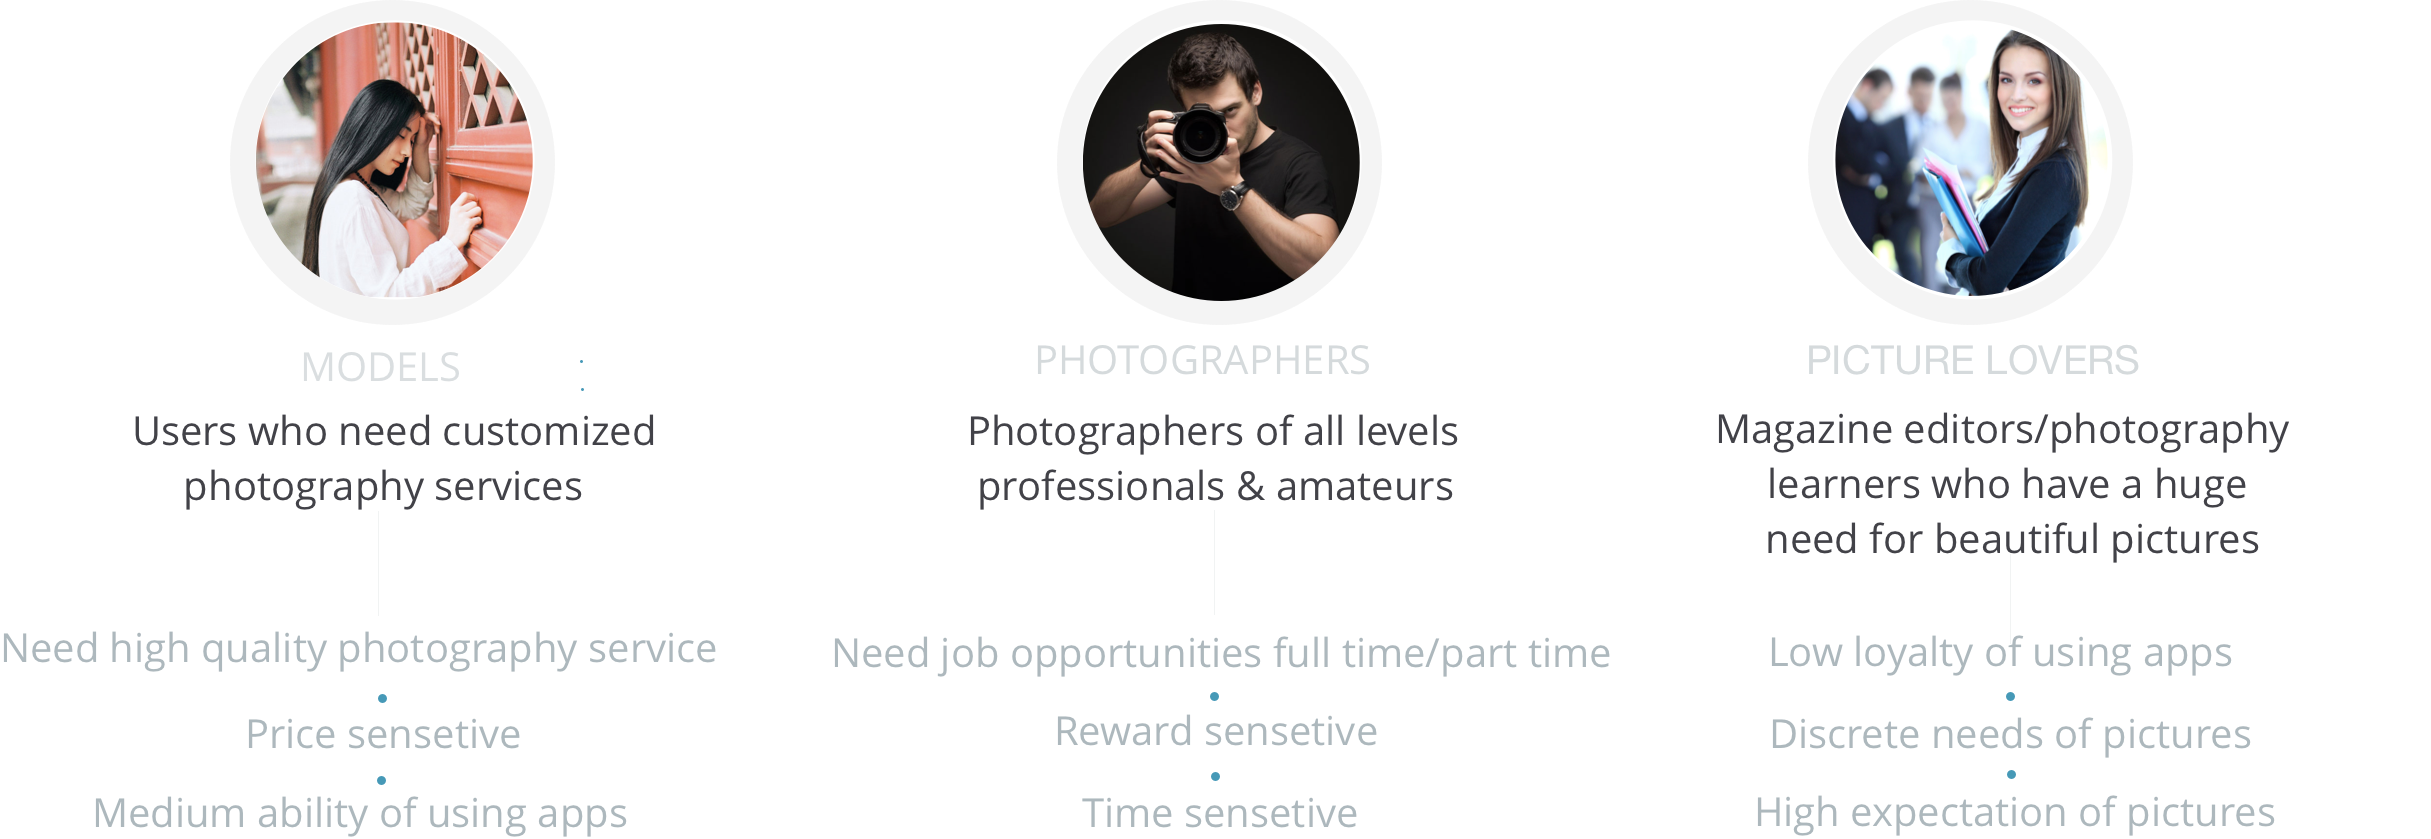 MODELS
Users who need customized
photography services
Need high quality photography service
Price sensetive
Medium ability of using apps
PHOTOGRAPHERS
Photographers of all levels
professionals & amateurs
Need job opportunities full time/part time
Reward sensetive
Time sensetive
PICTURE LOVERS
Magazine editors/photography
learners who have a huge
need for beautiful pictures
Low loyalty of using apps
Discrete needs of pictures
High expectation of pictures